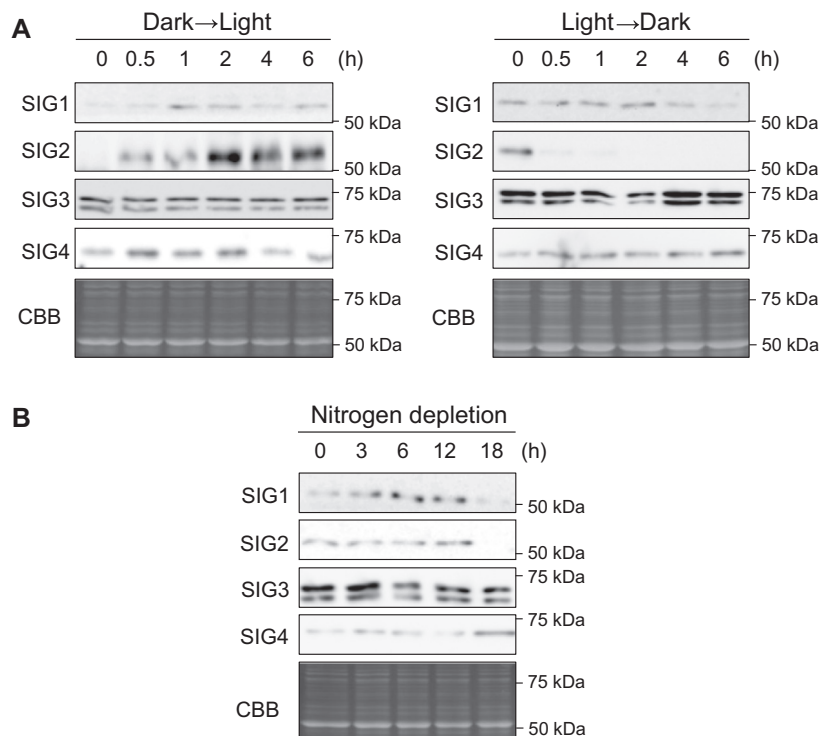 A
Dark→Light
0 0.5 1 2 4 6 (h)
SIG1
50 kDa
SIG2
50 kDa
SIG3
75 kDa
SIG4
75 kDa
CBB
75 kDa
50 kDa
Light→Dark
0 0.5 1 2 4 6 (h)
SIG1
50 kDa
SIG2
50 kDa
SIG3
75 kDa
SIG4
75 kDa
CBB
75 kDa
50 kDa
B
Nitrogen depletion
0 3 6 12 18 (h)
SIG1
50 kDa
SIG2
50 kDa
SIG3
75 kDa
SIG4
75 kDa
CBB
75 kDa
50 kDa